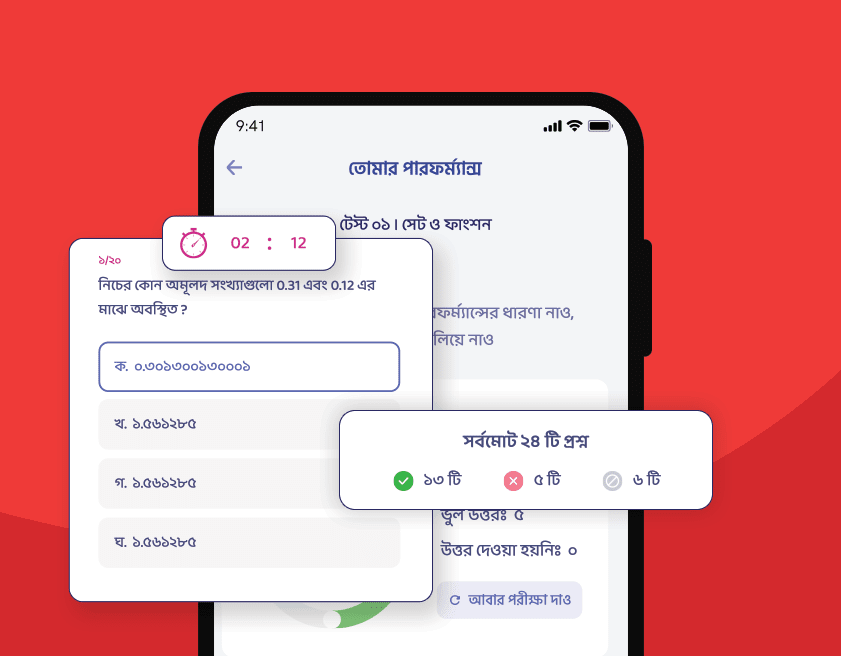 9:41
তোমার পারফর্ম্যান্স
টেস্ট ০১ । সেট ও ফাংশন
02 : 12
১/২০
নিচের কোন অমূলদ সংখ্যাগুলো 0.31 এবং 0.12 এর
মাঝে অবস্থিত ?
ক. ০.৩০১৩০০১৩০০০১
খ. ১.৫৬১২৮৫
গ. ১.৫৬১২৮৫
ঘ. ১.৫৬১২৮৫
ধারণা নাও,
নাও
সর্বমোট ২৪ টি প্রশ্ন
১৩ টি
৫ টি
৬ টি
ভুল উত্তরঃ ৫
উত্তর দেওয়া হয়নিঃ ০
আবার পরীক্ষা দাও